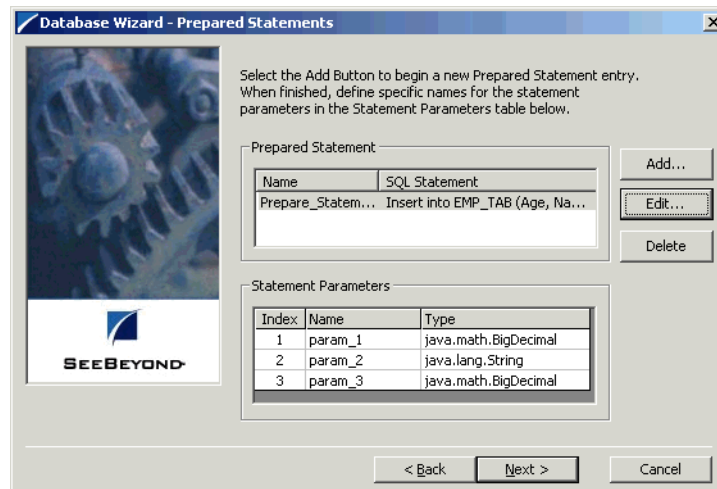 Database Wizard - Prepared Statements
Select the Add Button to begin a new Prepared Statement entry.
When finished, define specific names for the statement
parameters in the Statement Parameters table below.
Prepared Statement
Name SQL Statement
Prepare_Statem... Insert into EMP_TAB (Age, Na...
Add...
Edit...
Delete
Statement Parameters
Index Name Type
1 param_1 java.math.BigDecimal
2 param_2 java.lang.String
3 param_3 java.math.BigDecimal
SEEBEYOND
< Back Next > Cancel